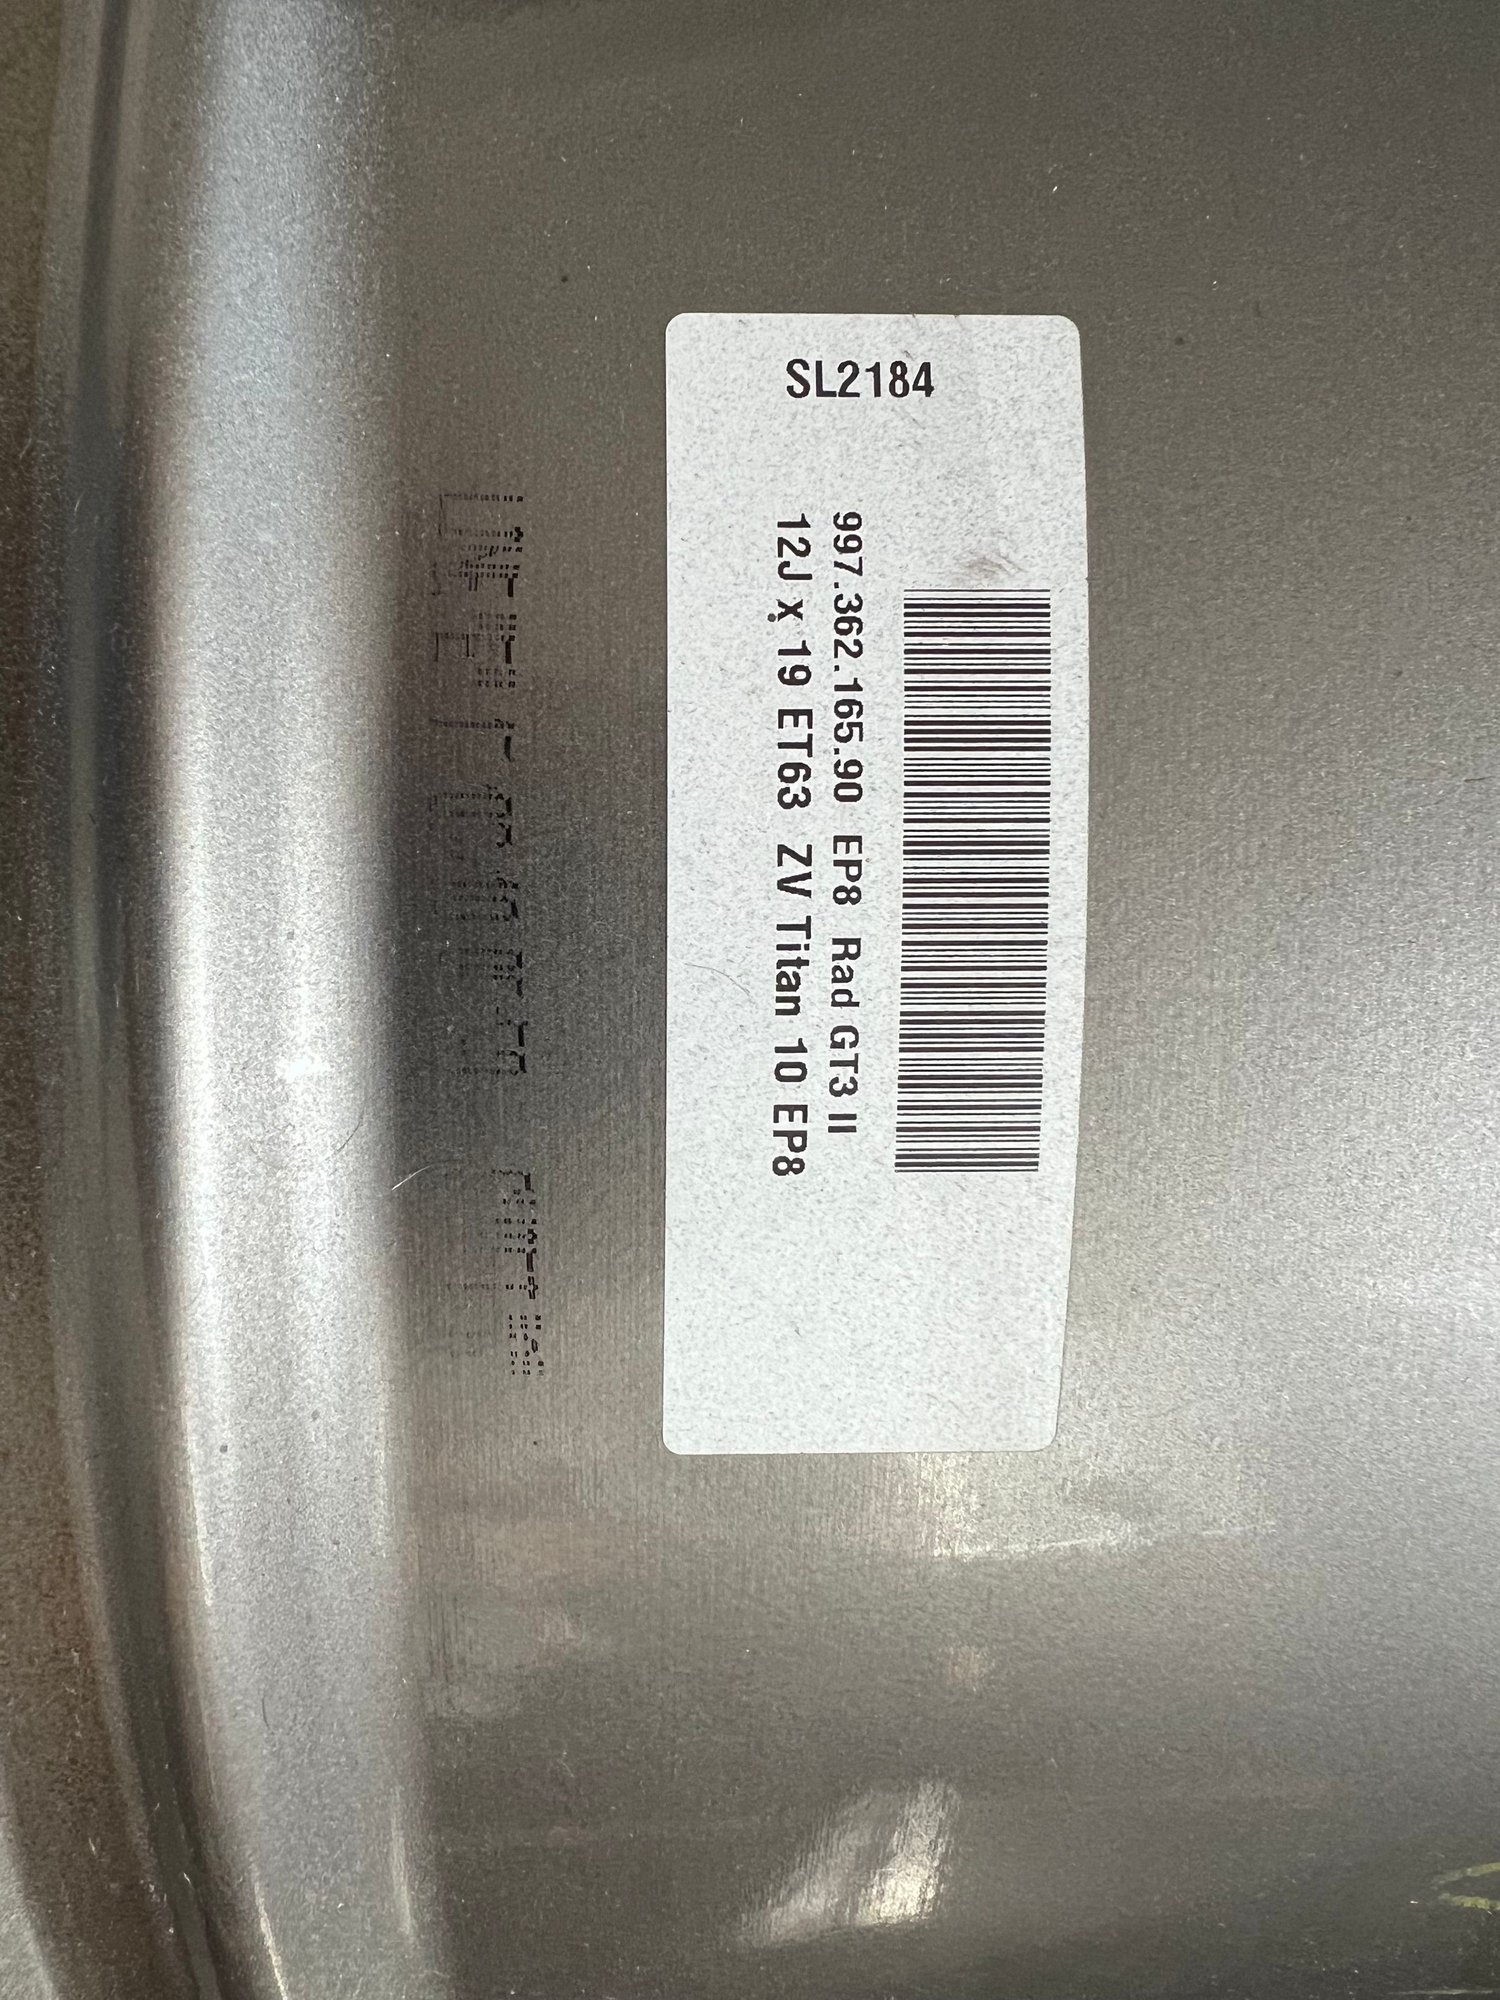 SL2184
997.362.165.90 EP8 Rad GT3 II
12J x 19 ET63 ZV Titan 10 EP8